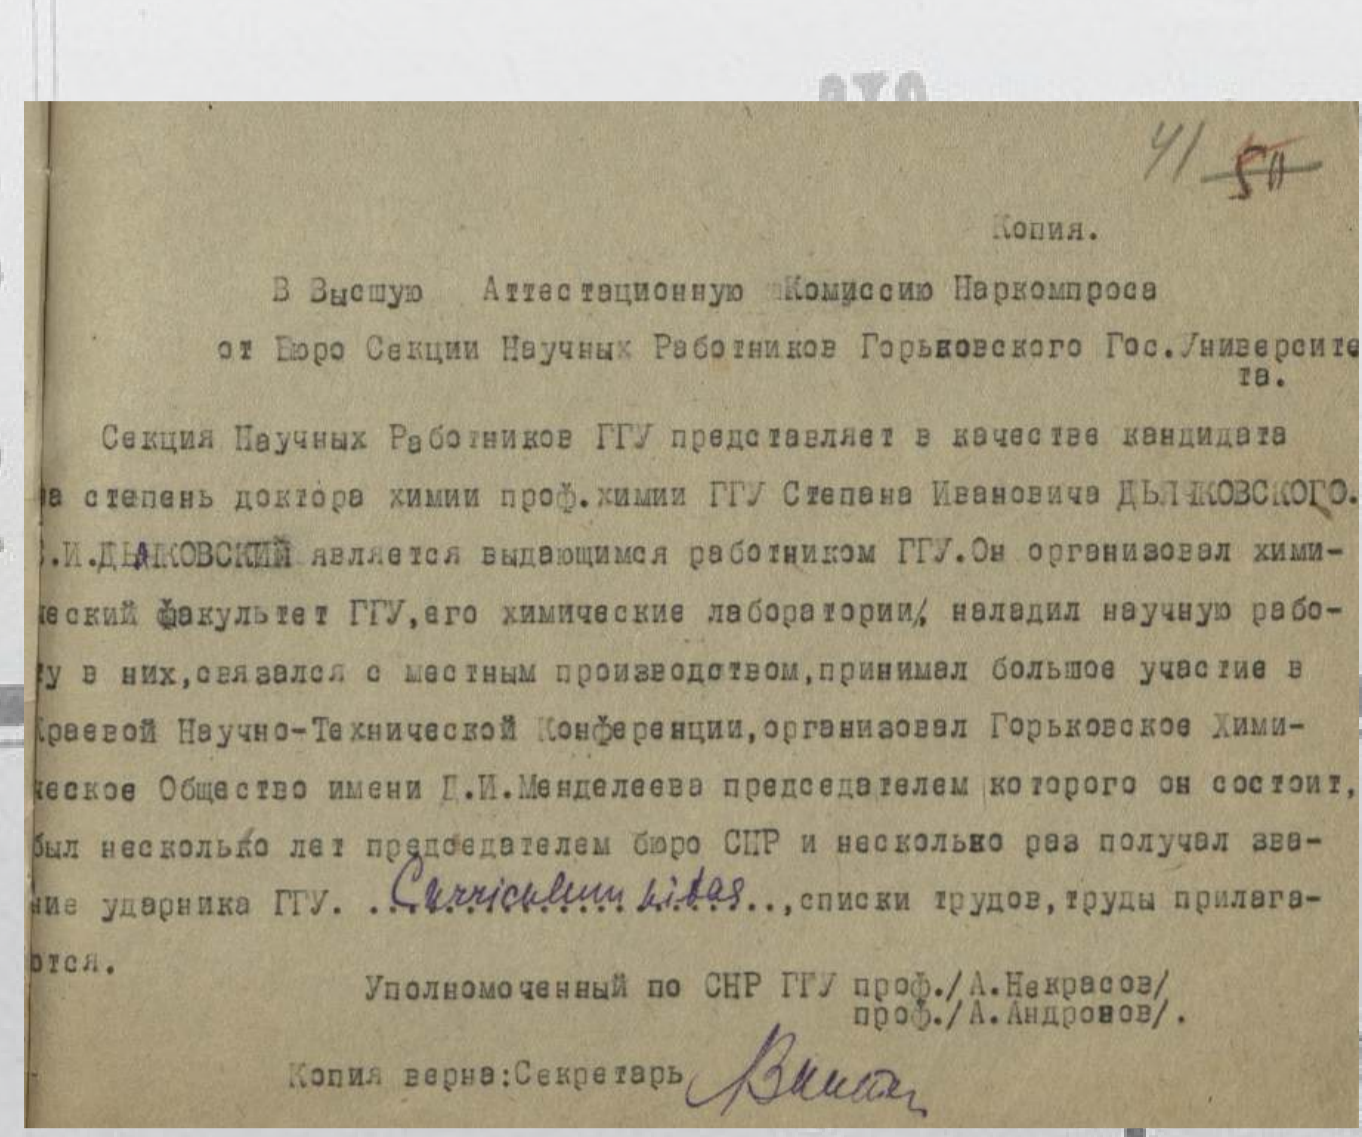 41 50
Копия.
В Высшую Аттестационную Комиссию Наркомпроса
от Бюро Секции Научных Работников Горьковского Гос.Университе
та.
Секция Научных Работников ГГУ представляет в качестве кандидата
на степень доктора химии проф.химии ГГУ Степана Ивановича ДЬЯЧКОВСКОГО.
С.И.ДЬЯЧКОВСКИЙ является выдающимся работником ГГУ.Он организовал хими-
ческий факультет ГГУ,его химические лаборатории, наладил научную рабо-
ту в них,связался с местным производством,принимал большое участие в
Краевой Научно-Технической Конференции,организовал Горьковское Хими-
ческое Общество имени Д.И.Менделеева председателем которого он состоит,
был несколько лет председателем бюро СНР и несколько раз получал зва-
ние ударника ГГУ. Curriculum vitae..,списки трудов,труды прилага-
ются.
Уполномоченный по СНР ГГУ проф./А.Некрасов/
проф./А.Андронов/.
Копия верна:Секретарь